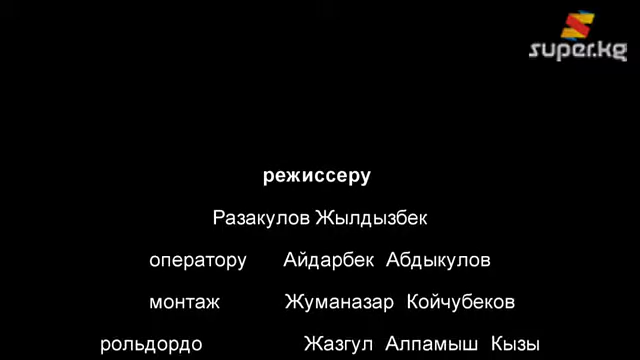 super.kg
режиссеру
Разакулов Жылдызбек
оператору Айдарбек Абдыкулов
монтаж Жуманазар Койчубеков
рольдордо Жазгул Алпамыш Кызы